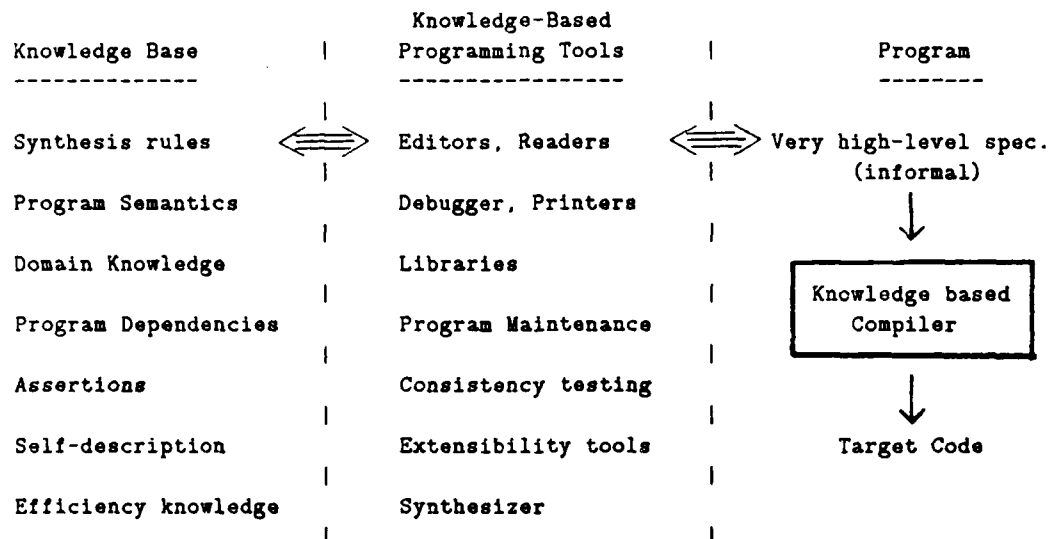 Knowledge-Based
Knowledge Base | Programming Tools | Program
-------------- ----------------- --------
Synthesis rules Editors, Readers Very high-level spec.
(informal)
Program Semantics Debugger, Printers
Domain Knowledge Libraries
Knowledge based
Program Dependencies Program Maintenance Compiler
Assertions Consistency testing
Self-description Extensibility tools Target Code
Efficiency knowledge Synthesizer